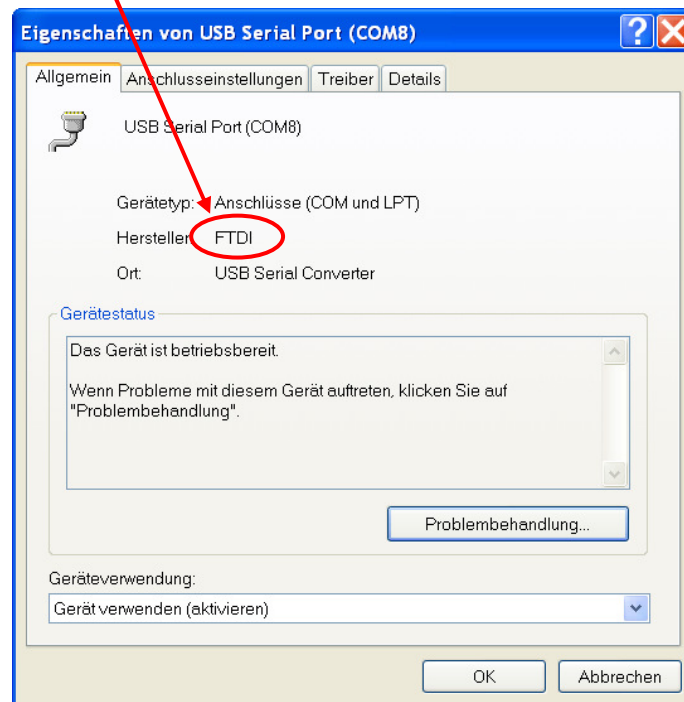 Eigenschaften von USB Serial Port (COM8)
Allgemein Anschlusseinstellungen Treiber Details
USB Serial Port (COM8)
Gerätetyp: Anschlüsse (COM und LPT)
Hersteller: FTDI
Ort: USB Serial Converter
Gerätestatus
Das Gerät ist betriebsbereit.
Wenn Probleme mit diesem Gerät auftreten, klicken Sie auf
"Problembehandlung".
Problembehandlung...
Geräteverwendung:
Gerät verwenden (aktivieren)
OK Abbrechen